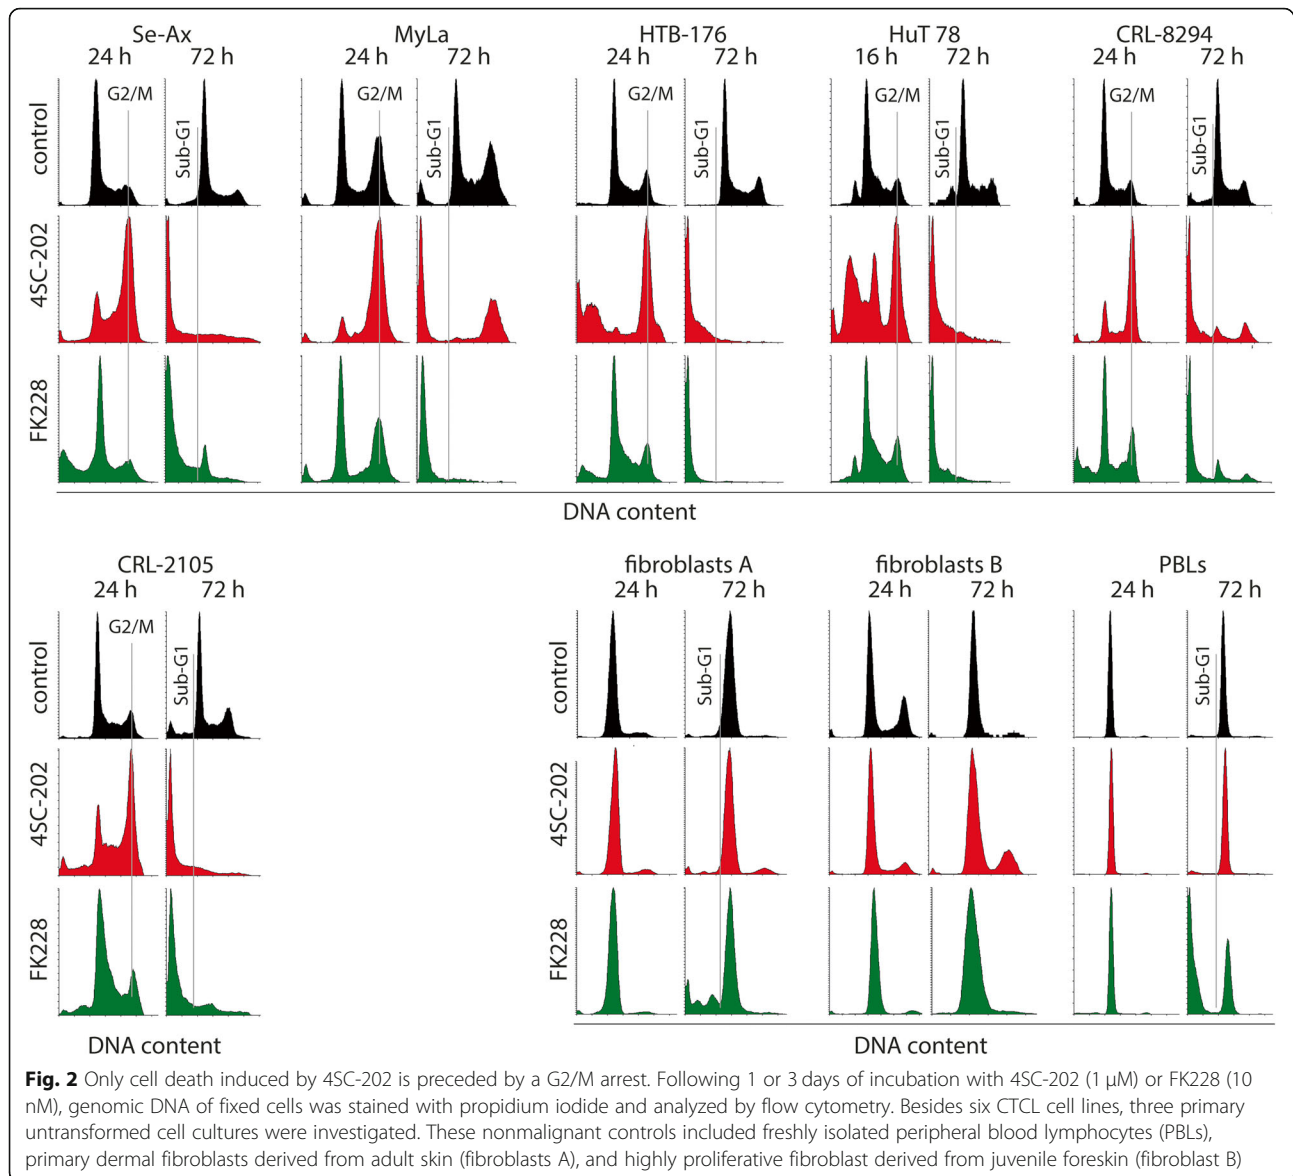 Se-Ax MyLa HTB-176 HuT 78 CRL-8294
24 h 72 h 24 h 72 h 24 h 72 h 16 h 72 h 24 h 72 h
control G2/M Sub-G1 G2/M Sub-G1 G2/M Sub-G1 G2/M Sub-G1 G2/M Sub-G1
4SC-202
FK228
DNA content
CRL-2105 fibroblasts A fibroblasts B PBLs
24 h 72 h 24 h 72 h 24 h 72 h 24 h 72 h
control G2/M Sub-G1 control Sub-G1 Sub-G1
4SC-202 4SC-202
FK228 FK228
DNA content DNA content
Fig. 2 Only cell death induced by 4SC-202 is preceded by a G2/M arrest. Following 1 or 3 days of incubation with 4SC-202 (1 μM) or FK228 (10
nM), genomic DNA of fixed cells was stained with propidium iodide and analyzed by flow cytometry. Besides six CTCL cell lines, three primary
untransformed cell cultures were investigated. These nonmalignant controls included freshly isolated peripheral blood lymphocytes (PBLs),
primary dermal fibroblasts derived from adult skin (fibroblasts A), and highly proliferative fibroblast derived from juvenile foreskin (fibroblast B)